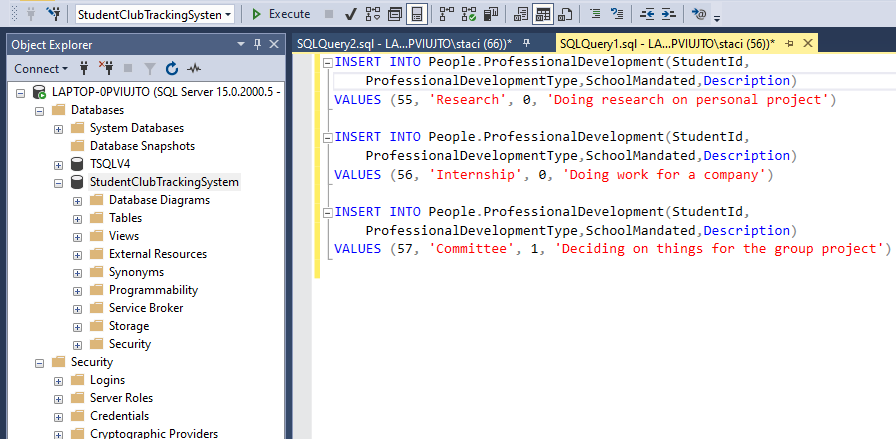 StudentClubTrackingSysten
Execute
Object Explorer
Connect
LAPTOP-0PVIUJTO (SQL Server 15.0.2000.5 -
Databases
System Databases
Database Snapshots
TSQLV4
StudentClubTrackingSystem
Database Diagrams
Tables
Views
External Resources
Synonyms
Programmability
Service Broker
Storage
Security
Security
Logins
Server Roles
Credentials
Cryptographic Providers
SQLQuery2.sql - LA...PVIUJTO\staci (66))*
SQLQuery1.sql - LA...PVIUJTO\staci (56))*
INSERT INTO People.ProfessionalDevelopment(StudentId,
ProfessionalDevelopmentType,SchoolMandated,Description)
VALUES (55, 'Research', 0, 'Doing research on personal project')
INSERT INTO People.ProfessionalDevelopment(StudentId,
ProfessionalDevelopmentType,SchoolMandated,Description)
VALUES (56, 'Internship', 0, 'Doing work for a company')
INSERT INTO People.ProfessionalDevelopment(StudentId,
ProfessionalDevelopmentType,SchoolMandated,Description)
VALUES (57, 'Committee', 1, 'Deciding on things for the group project')